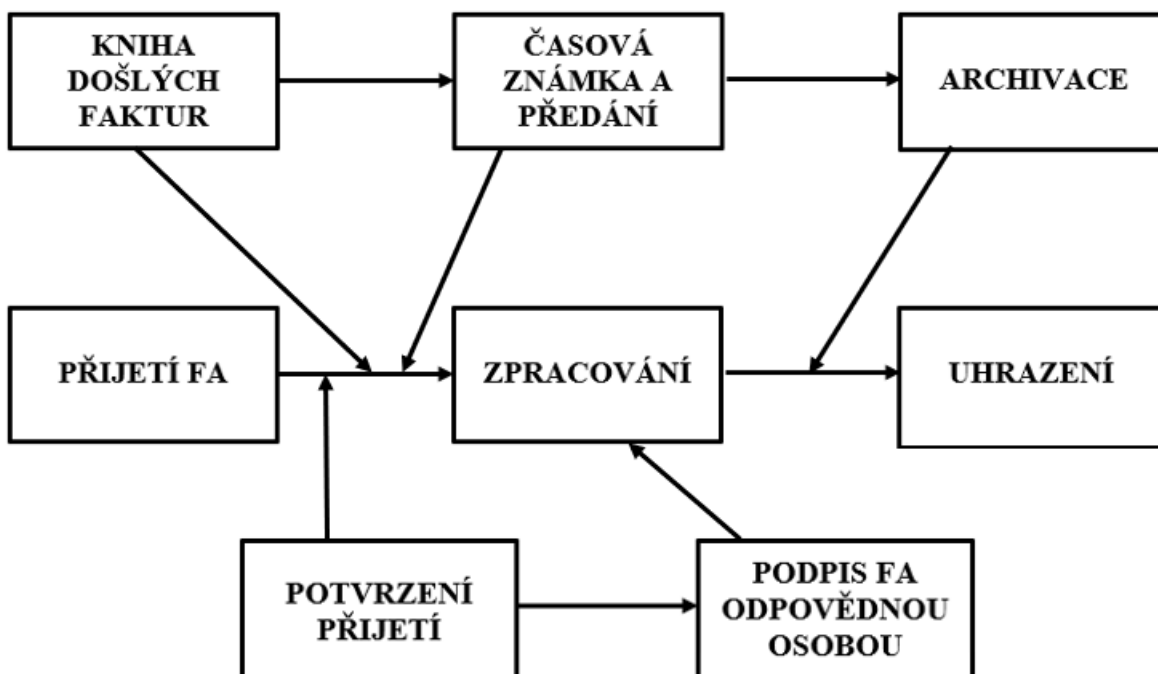 KNIHA
DOŠLÝCH
FAKTUR
ČASOVÁ
ZNÁMKA A
PŘEDÁNÍ
ARCHIVACE
PŘIJETÍ FA
ZPRACOVÁNÍ
UHRAZENÍ
POTVRZENÍ
PŘIJETÍ
PODPIS FA
ODPOVĚDNOU
OSOBOU